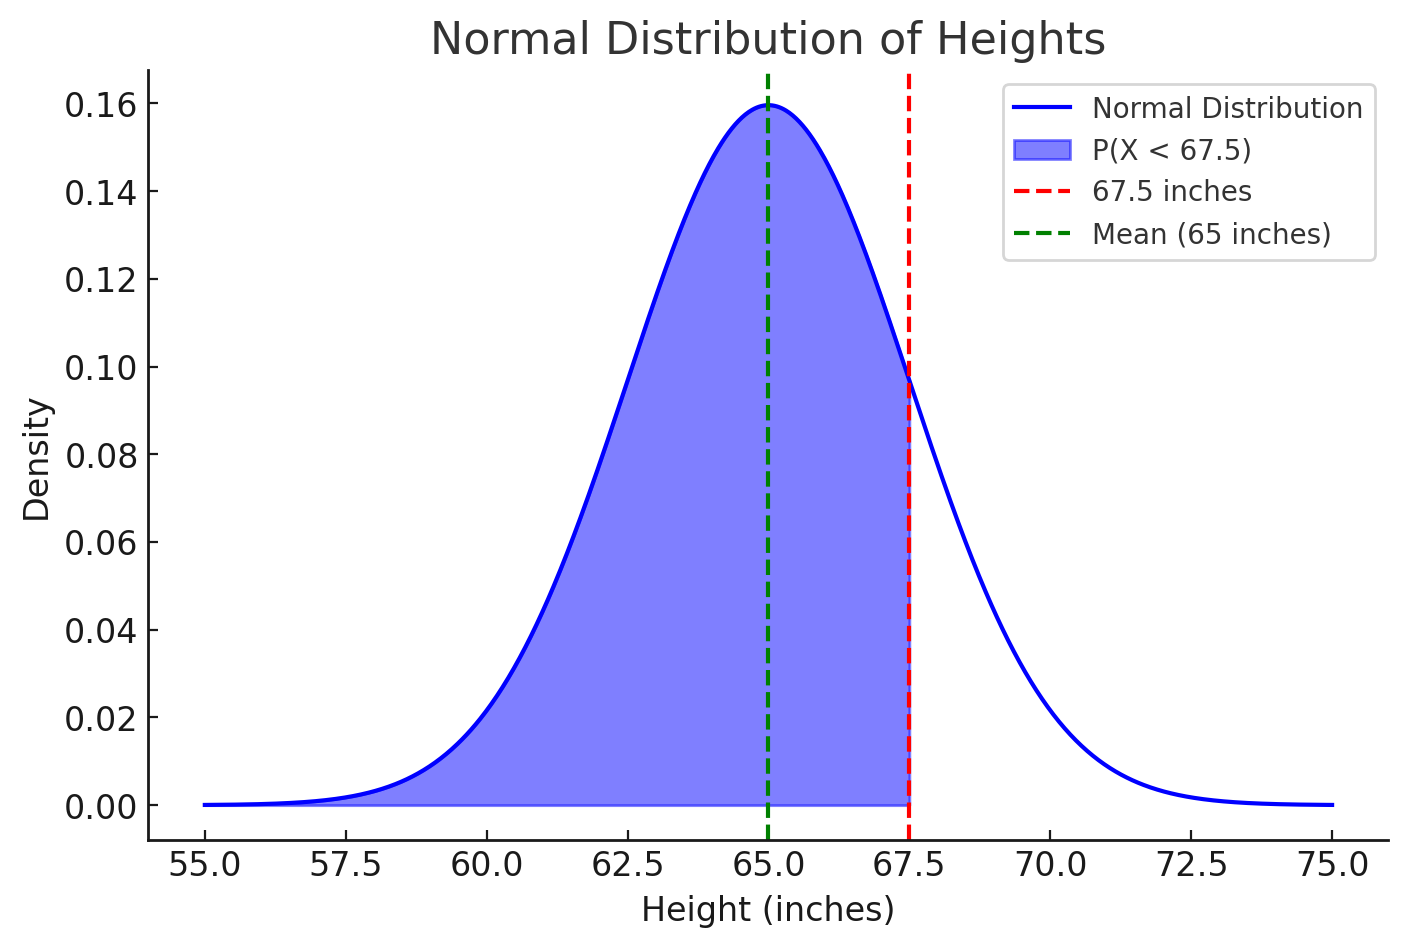 Normal Distribution of Heights
Normal Distribution
P(X < 67.5)
67.5 inches
Mean (65 inches)
0.16
0.14
0.12
0.10
0.08
0.06
0.04
0.02
0.00
Density
55.0 57.5 60.0 62.5 65.0 67.5 70.0 72.5 75.0
Height (inches)